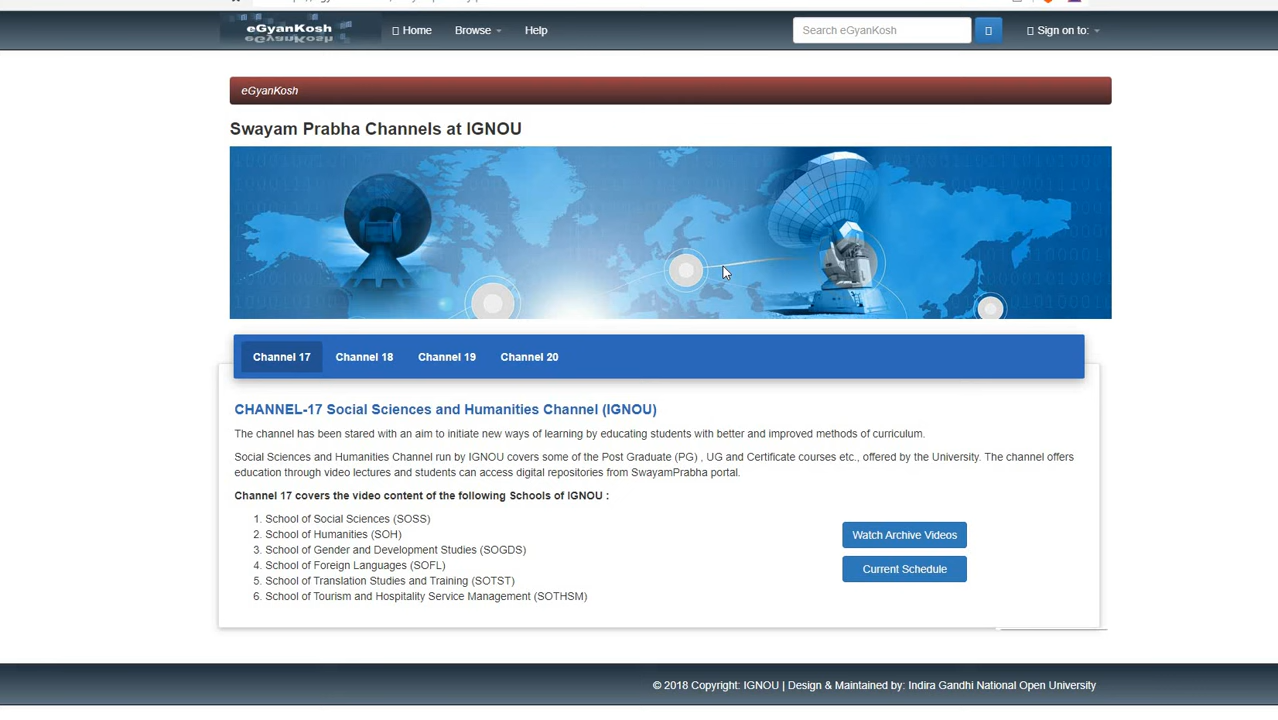 eGyanKosh
Home Browse Help
Search eGyanKosh
Sign on to:
eGyanKosh
Swayam Prabha Channels at IGNOU
Channel 17 Channel 18 Channel 19 Channel 20
CHANNEL-17 Social Sciences and Humanities Channel (IGNOU)
The channel has been stared with an aim to initiate new ways of learning by educating students with better and improved methods of curriculum.
Social Sciences and Humanities Channel run by IGNOU covers some of the Post Graduate (PG) , UG and Certificate courses etc., offered by the University. The channel offers
education through video lectures and students can access digital repositories from SwayamPrabha portal.
Channel 17 covers the video content of the following Schools of IGNOU :
1. School of Social Sciences (SOSS)
2. School of Humanities (SOH)
3. School of Gender and Development Studies (SOGDS)
4. School of Foreign Languages (SOFL)
5. School of Translation Studies and Training (SOTST)
6. School of Tourism and Hospitality Service Management (SOTHSM)
Watch Archive Videos
Current Schedule
© 2018 Copyright: IGNOU | Design & Maintained by: Indira Gandhi National Open University